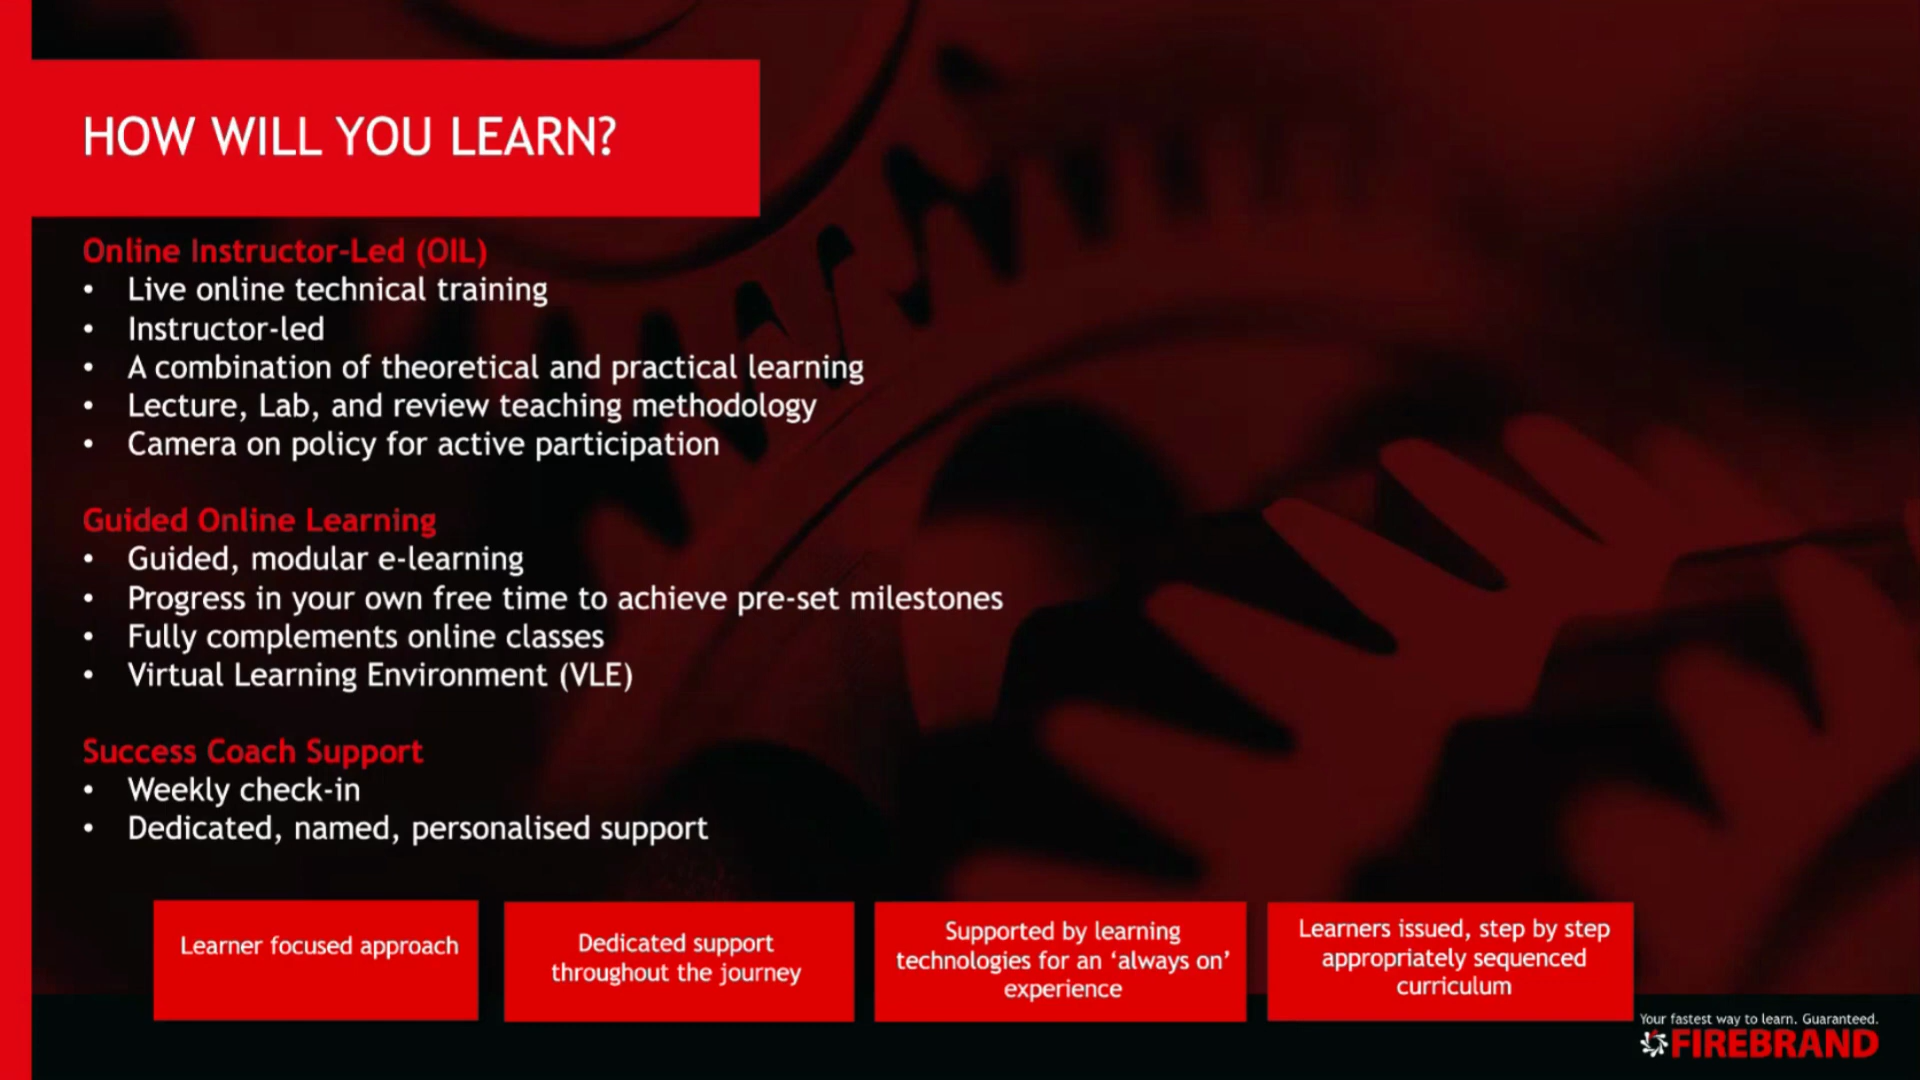 HOW WILL YOU LEARN?
Online Instructor-Led (OIL)
• Live online technical training
• Instructor-led
• A combination of theoretical and practical learning
• Lecture, Lab, and review teaching methodology
• Camera on policy for active participation
Guided Online Learning
• Guided, modular e-learning
• Progress in your own free time to achieve pre-set milestones
• Fully complements online classes
• Virtual Learning Environment (VLE)
Success Coach Support
• Weekly check-in
• Dedicated, named, personalised support
Learner focused approach
Dedicated support
throughout the journey
Supported by learning
technologies for an ‘always on’
experience
Learners issued, step by step
appropriately sequenced
curriculum
Your fastest way to learn. Guaranteed.
FIREBRAND